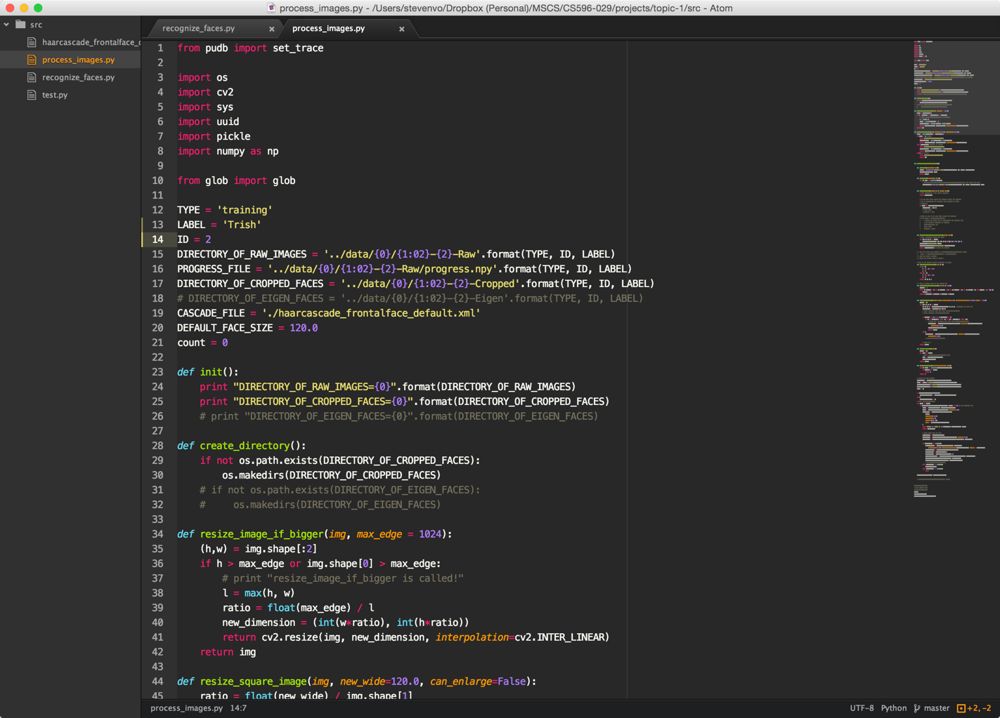 process_images.py - /Users/stevenvo/Dropbox (Personal)/MSCS/CS596-029/projects/topic-1/src - Atom
src
haarcascade_frontalface_
process_images.py
recognize_faces.py
test.py
recognize_faces.py
process_images.py
1 from pudb import set_trace
2
3 import os
4 import cv2
5 import sys
6 import uuid
7 import pickle
8 import numpy as np
9
10 from glob import glob
11
12 TYPE = 'training'
13 LABEL = 'Trish'
14 ID = 2
15 DIRECTORY_OF_RAW_IMAGES = '../data/{0}/{1:02}-{2}-Raw'.format(TYPE, ID, LABEL)
16 PROGRESS_FILE = '../data/{0}/{1:02}-{2}-Raw/progress.npy'.format(TYPE, ID, LABEL)
17 DIRECTORY_OF_CROPPED_FACES = '../data/{0}/{1:02}-{2}-Cropped'.format(TYPE, ID, LABEL)
18 # DIRECTORY_OF_EIGEN_FACES = '../data/{0}/{1:02}-{2}-Eigen'.format(TYPE, ID, LABEL)
19 CASCADE_FILE = './haarcascade_frontalface_default.xml'
20 DEFAULT_FACE_SIZE = 120.0
21 count = 0
22
23 def init():
24     print "DIRECTORY_OF_RAW_IMAGES={0}".format(DIRECTORY_OF_RAW_IMAGES)
25     print "DIRECTORY_OF_CROPPED_FACES={0}".format(DIRECTORY_OF_CROPPED_FACES)
26     # print "DIRECTORY_OF_EIGEN_FACES={0}".format(DIRECTORY_OF_EIGEN_FACES)
27
28 def create_directory():
29     if not os.path.exists(DIRECTORY_OF_CROPPED_FACES):
30         os.makedirs(DIRECTORY_OF_CROPPED_FACES)
31     # if not os.path.exists(DIRECTORY_OF_EIGEN_FACES):
32     #     os.makedirs(DIRECTORY_OF_EIGEN_FACES)
33
34 def resize_image_if_bigger(img, max_edge = 1024):
35     (h,w) = img.shape[:2]
36     if h > max_edge or img.shape[0] > max_edge:
37         # print "resize_image_if_bigger is called!"
38         l = max(h, w)
39         ratio = float(max_edge) / l
40         new_dimension = (int(w*ratio), int(h*ratio))
41         return cv2.resize(img, new_dimension, interpolation=cv2.INTER_LINEAR)
42     return img
43
44 def resize_square_image(img, new_wide=120.0, can_enlarge=False):
45     ratio = float(new_wide) / img.shape[1]
process_images.py 14:7
UTF-8 Python master +2, -2